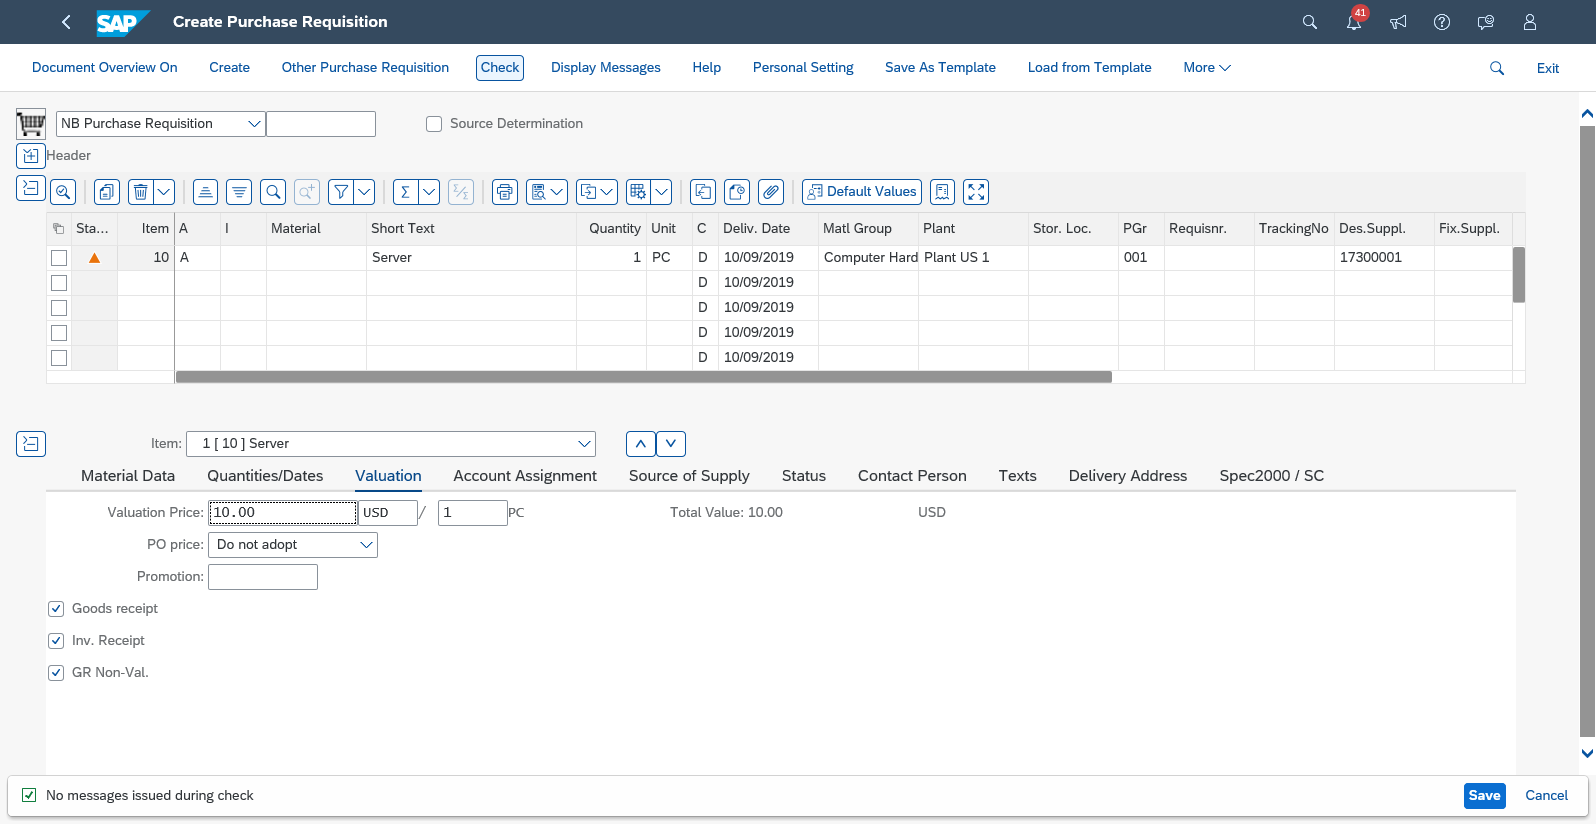 SAP Create Purchase Requisition 41
Document Overview On Create Other Purchase Requisition Check Display Messages Help Personal Setting Save As Template Load from Template More Exit
NB Purchase Requisition Source Determination
Header
Default Values
Sta... Item A I Material Short Text Quantity Unit C Deliv. Date Matl Group Plant Stor. Loc. PGr Requisnr. TrackingNo Des.Suppl. Fix.Suppl.
10 A Server 1 PC D 10/09/2019 Computer Hard Plant US 1 001 17300001
D 10/09/2019
D 10/09/2019
D 10/09/2019
D 10/09/2019
Item: 1 [ 10 ] Server
Material Data Quantities/Dates Valuation Account Assignment Source of Supply Status Contact Person Texts Delivery Address Spec2000 / SC
Valuation Price: 10.00 USD / 1 PC Total Value: 10.00 USD
PO price: Do not adopt
Promotion:
Goods receipt
Inv. Receipt
GR Non-Val.
No messages issued during check Save Cancel